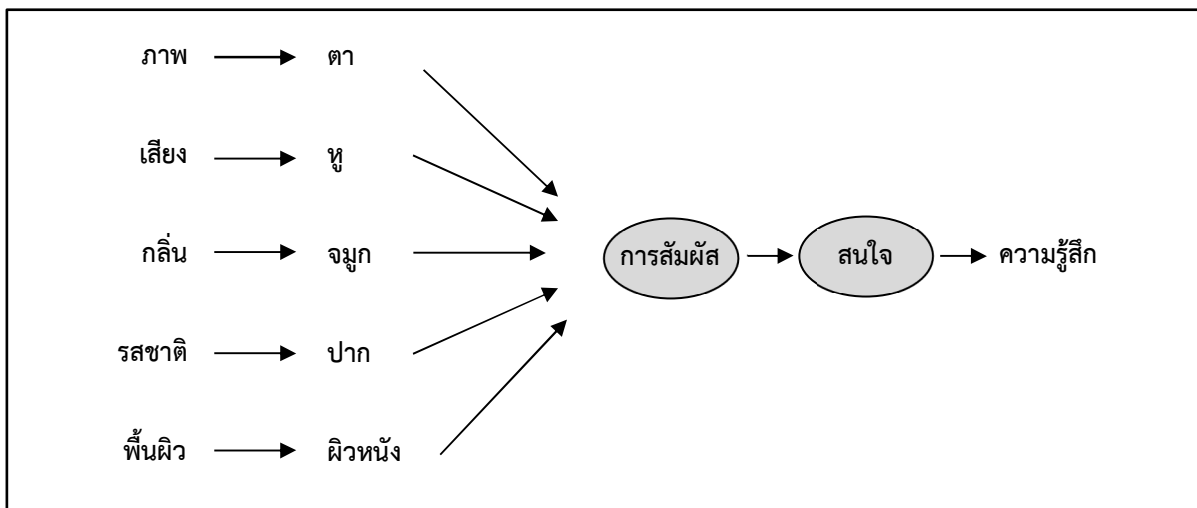 ภาพ ตา
เสียง หู
กลิ่น จมูก การสัมผัส สนใจ ความรู้สึก
รสชาติ ปาก
พื้นผิว ผิวหนัง